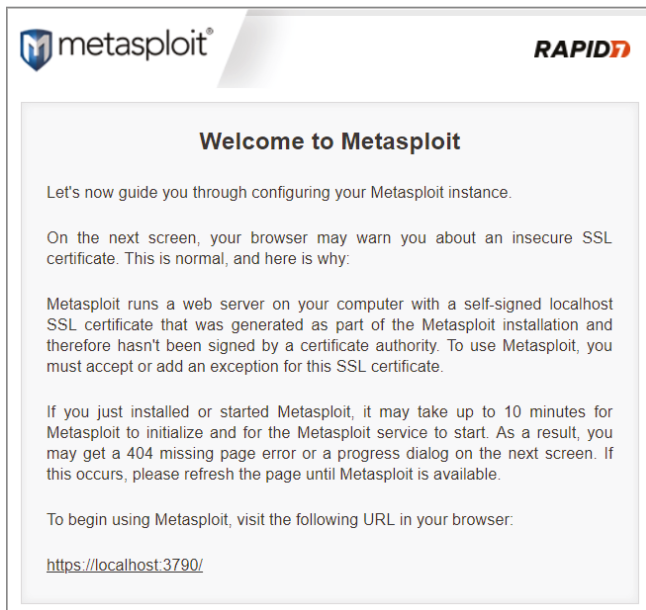 metasploit®
RAPID7
Welcome to Metasploit
Let's now guide you through configuring your Metasploit instance.
On the next screen, your browser may warn you about an insecure SSL
certificate. This is normal, and here is why:
Metasploit runs a web server on your computer with a self-signed localhost
SSL certificate that was generated as part of the Metasploit installation and
therefore hasn't been signed by a certificate authority. To use Metasploit, you
must accept or add an exception for this SSL certificate.
If you just installed or started Metasploit, it may take up to 10 minutes for
Metasploit to initialize and for the Metasploit service to start. As a result, you
may get a 404 missing page error or a progress dialog on the next screen. If
this occurs, please refresh the page until Metasploit is available.
To begin using Metasploit, visit the following URL in your browser:
https://localhost:3790/